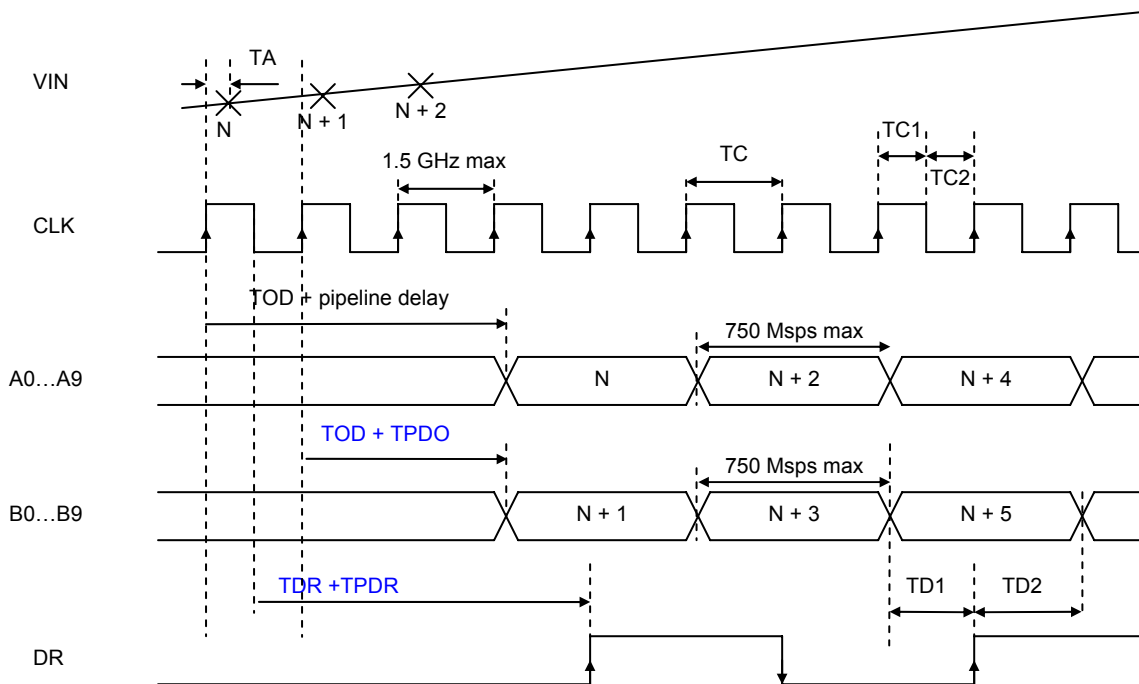 TA
VIN
N
N + 1
N + 2
1.5 GHz max
TC
TC1
TC2
CLK
TOD + pipeline delay
750 Msps max
A0…A9
N
N + 2
N + 4
TOD + TPDO
750 Msps max
B0…B9
N + 1
N + 3
N + 5
TDR +TPDR
TD1
TD2
DR